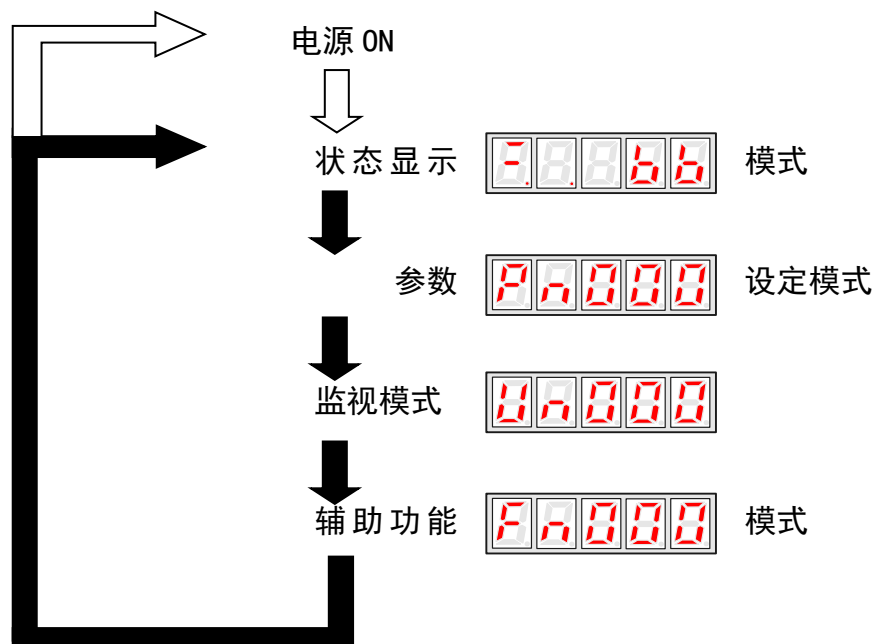 电源 ON
状态显示 -. . bb 模式
参数 Pn000 设定模式
监视模式 Un000
辅助功能 Fn000 模式